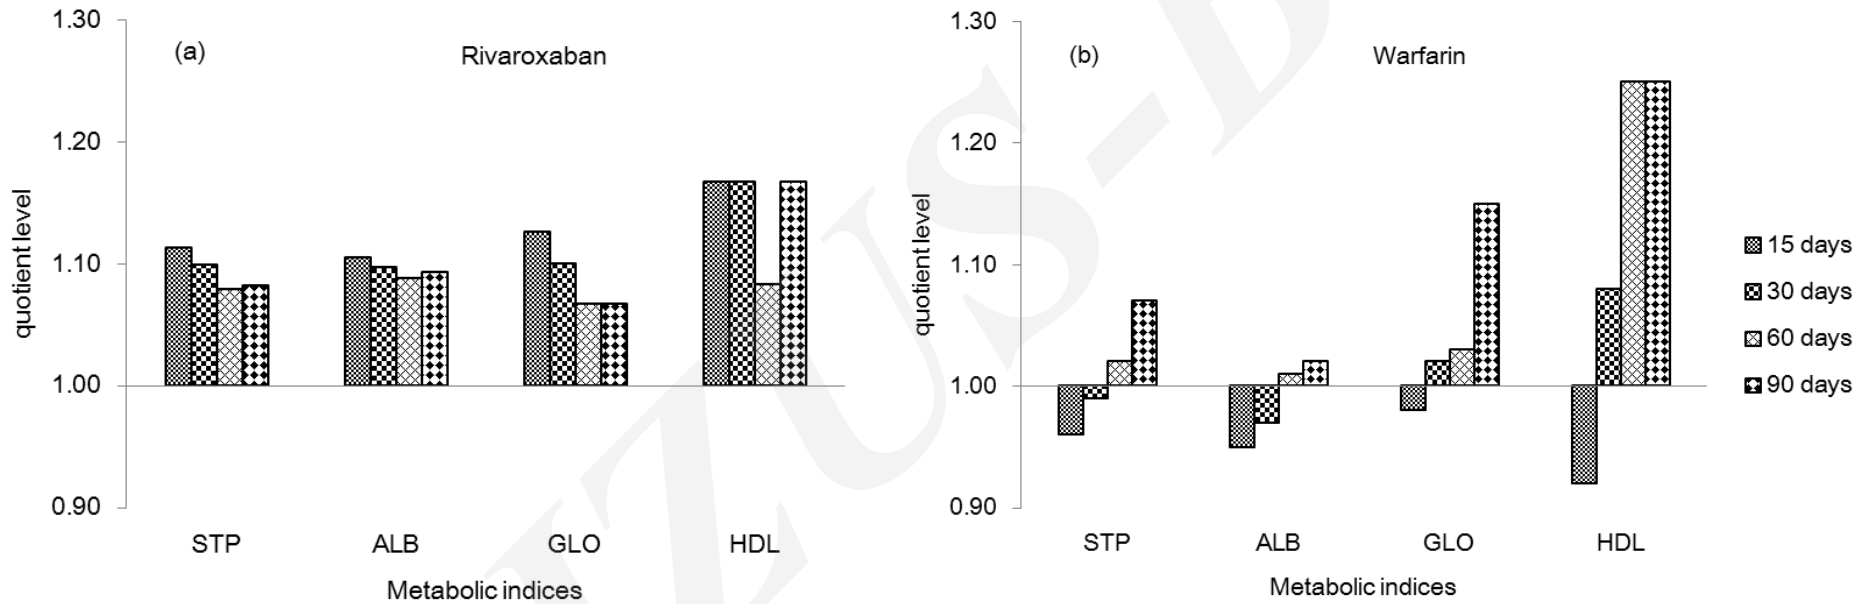 (a)
Rivaroxaban
1.30
1.20
1.10
1.00
0.90
quotient level
STP
ALB
GLO
HDL
Metabolic indices
(b)
Warfarin
1.30
1.20
1.10
1.00
0.90
quotient level
STP
ALB
GLO
HDL
Metabolic indices
15 days
30 days
60 days
90 days